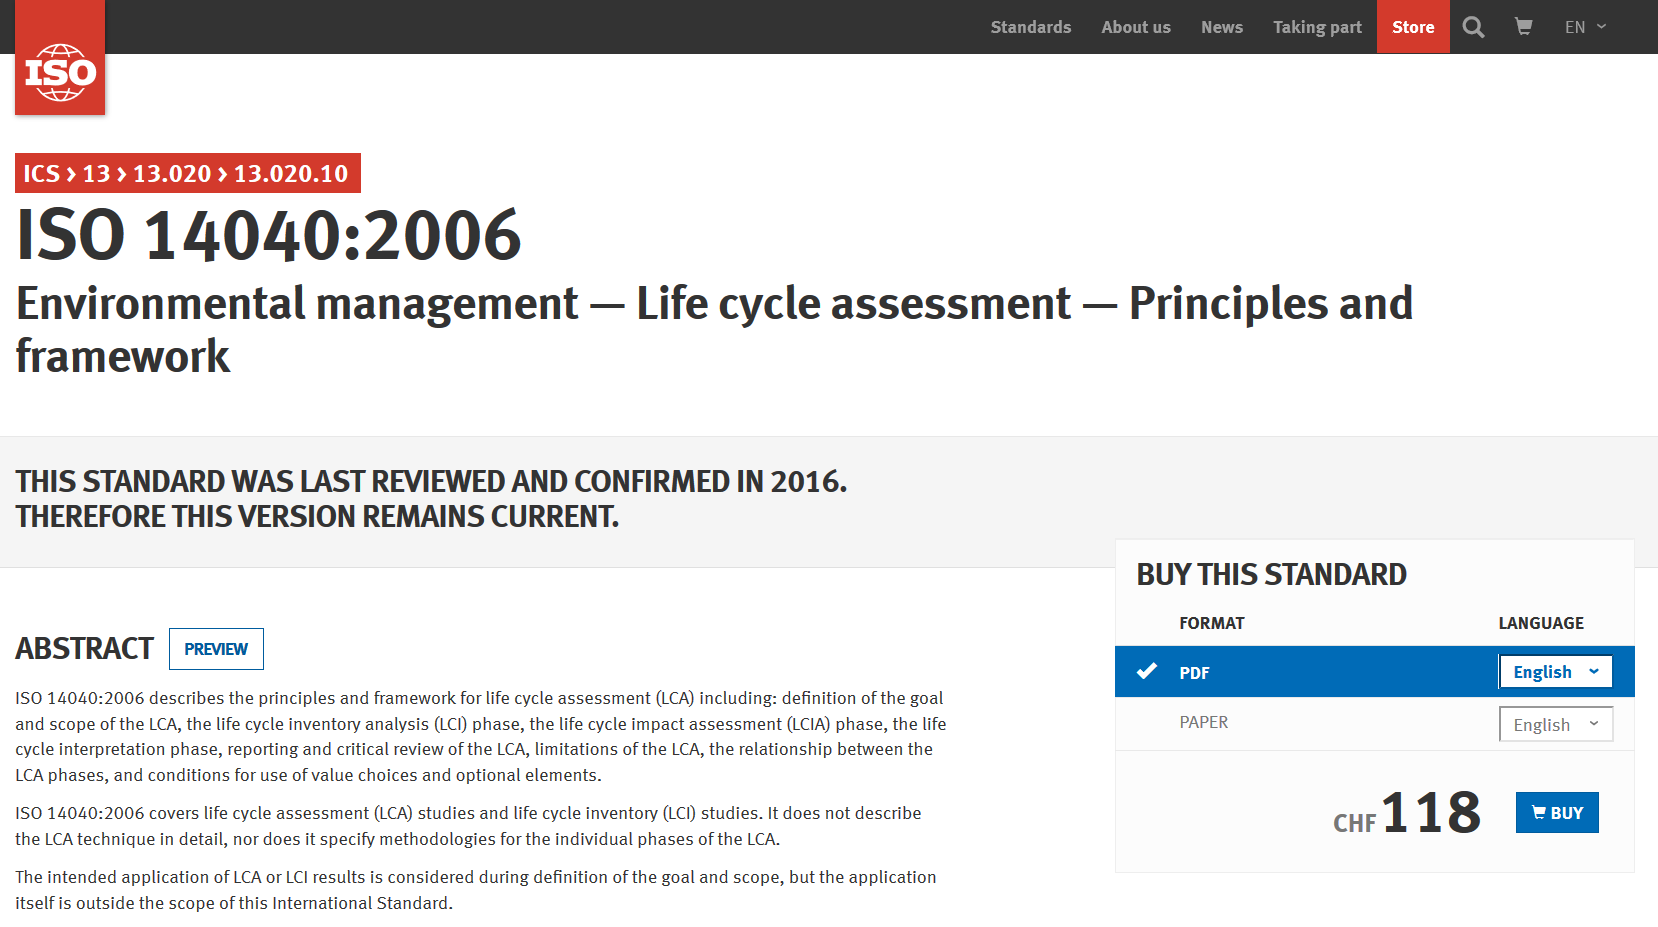 Standards About us News Taking part Store EN
ISO
ICS > 13 > 13.020 > 13.020.10
ISO 14040:2006
Environmental management — Life cycle assessment — Principles and
framework
THIS STANDARD WAS LAST REVIEWED AND CONFIRMED IN 2016.
THEREFORE THIS VERSION REMAINS CURRENT.
ABSTRACT PREVIEW
ISO 14040:2006 describes the principles and framework for life cycle assessment (LCA) including: definition of the goal
and scope of the LCA, the life cycle inventory analysis (LCI) phase, the life cycle impact assessment (LCIA) phase, the life
cycle interpretation phase, reporting and critical review of the LCA, limitations of the LCA, the relationship between the
LCA phases, and conditions for use of value choices and optional elements.
ISO 14040:2006 covers life cycle assessment (LCA) studies and life cycle inventory (LCI) studies. It does not describe
the LCA technique in detail, nor does it specify methodologies for the individual phases of the LCA.
The intended application of LCA or LCI results is considered during definition of the goal and scope, but the application
itself is outside the scope of this International Standard.
BUY THIS STANDARD
FORMAT LANGUAGE
PDF English
PAPER English
CHF 118 BUY